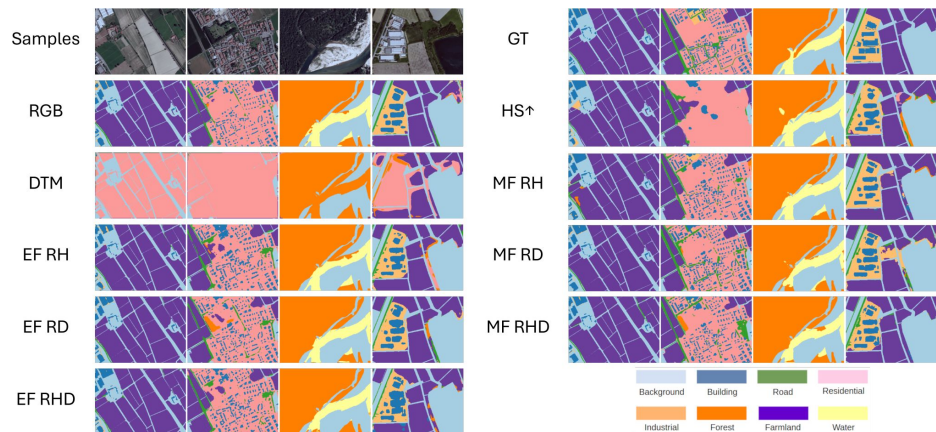 Samples
RGB
DTM
EF RH
EF RD
EF RHD
GT
HS↑
MF RH
MF RD
MF RHD
Background Building Road Residential
Industrial Forest Farmland Water